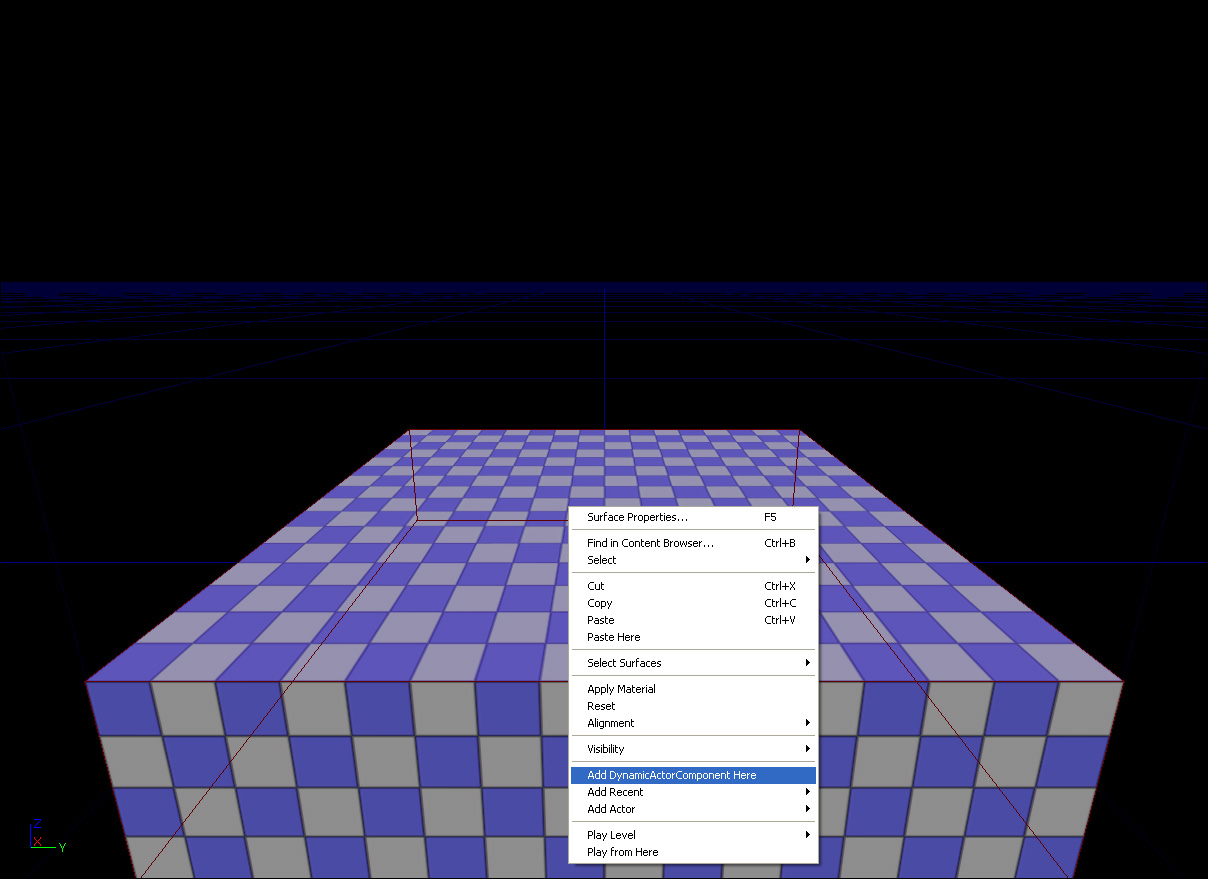 Surface Properties... F5
Find in Content Browser... Ctrl+B
Select
Cut Ctrl+X
Copy Ctrl+C
Paste Ctrl+V
Paste Here
Select Surfaces
Apply Material
Reset
Alignment
Visibility
Add DynamicActorComponent Here
Add Recent
Add Actor
Play Level
Play from Here
Z
X
Y